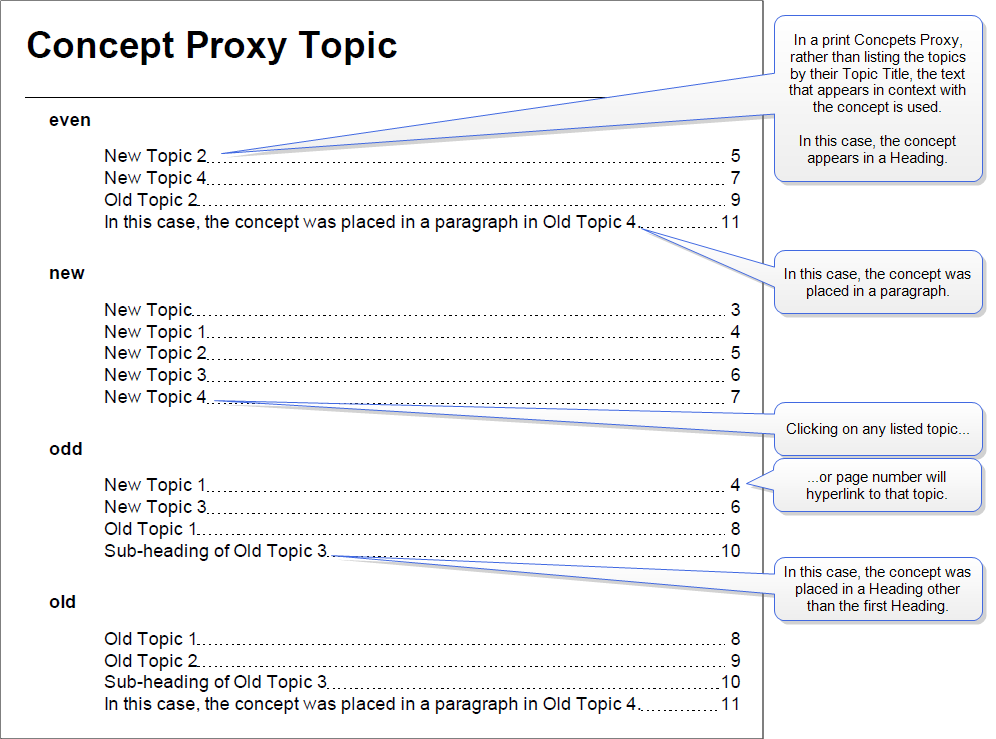 Concept Proxy Topic
even
New Topic 2 5
New Topic 4 7
Old Topic 2 9
In this case, the concept was placed in a paragraph in Old Topic 4. 11
new
New Topic 3
New Topic 1 4
New Topic 2 5
New Topic 3 6
New Topic 4 7
odd
New Topic 1 4
New Topic 3 6
Old Topic 1 8
Sub-heading of Old Topic 3 10
old
Old Topic 1 8
Old Topic 2 9
Sub-heading of Old Topic 3 10
In this case, the concept was placed in a paragraph in Old Topic 4. 11
In a print Concpets Proxy,
rather than listing the topics
by their Topic Title, the text
that appears in context with
the concept is used.
In this case, the concept
appears in a Heading.
In this case, the concept was
placed in a paragraph.
Clicking on any listed topic...
...or page number will
hyperlink to that topic.
In this case, the concept was
placed in a Heading other
than the first Heading.